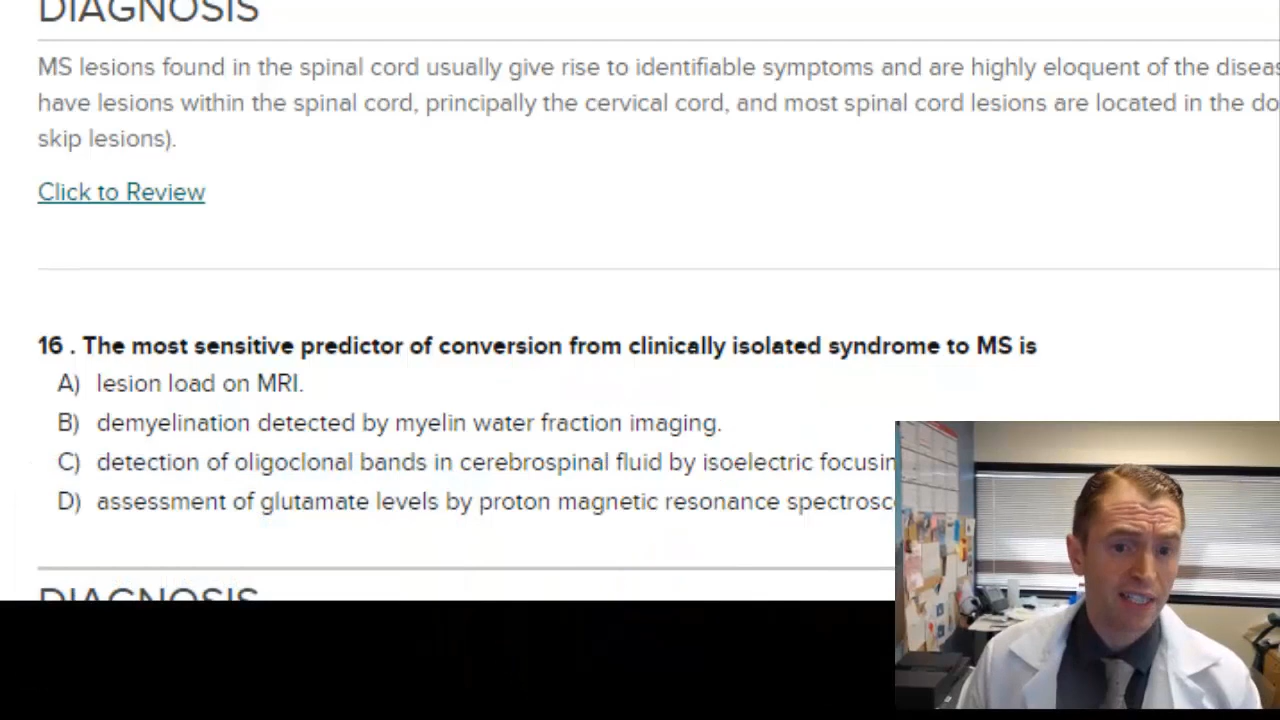 DIAGNOSIS
MS lesions found in the spinal cord usually give rise to identifiable symptoms and are highly eloquent of the
have lesions within the spinal cord, principally the cervical cord, and most spinal cord lesions are located in the
skip lesions).
Click to Review
16 . The most sensitive predictor of conversion from clinically isolated syndrome to MS is
A) lesion load on MRI.
B) demyelination detected by myelin water fraction imaging.
C) detection of oligoclonal bands in cerebrospinal fluid by isoelectric
D) assessment of glutamate levels by proton magnetic resonance
DIAGNOSIS